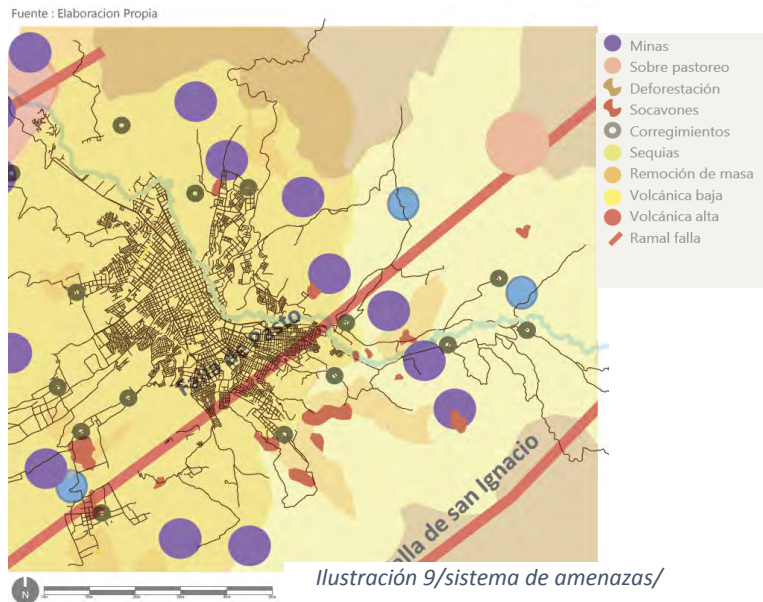 Fuente : Elaboracion Propia
Minas
Sobre pastoreo
Deforestación
Socavones
Corregimientos
Sequias
Remoción de masa
Volcánica baja
Volcánica alta
Ramal falla
Falla de Pasto
Falla de san Ignacio
N
Ilustración 9/sistema de amenazas/